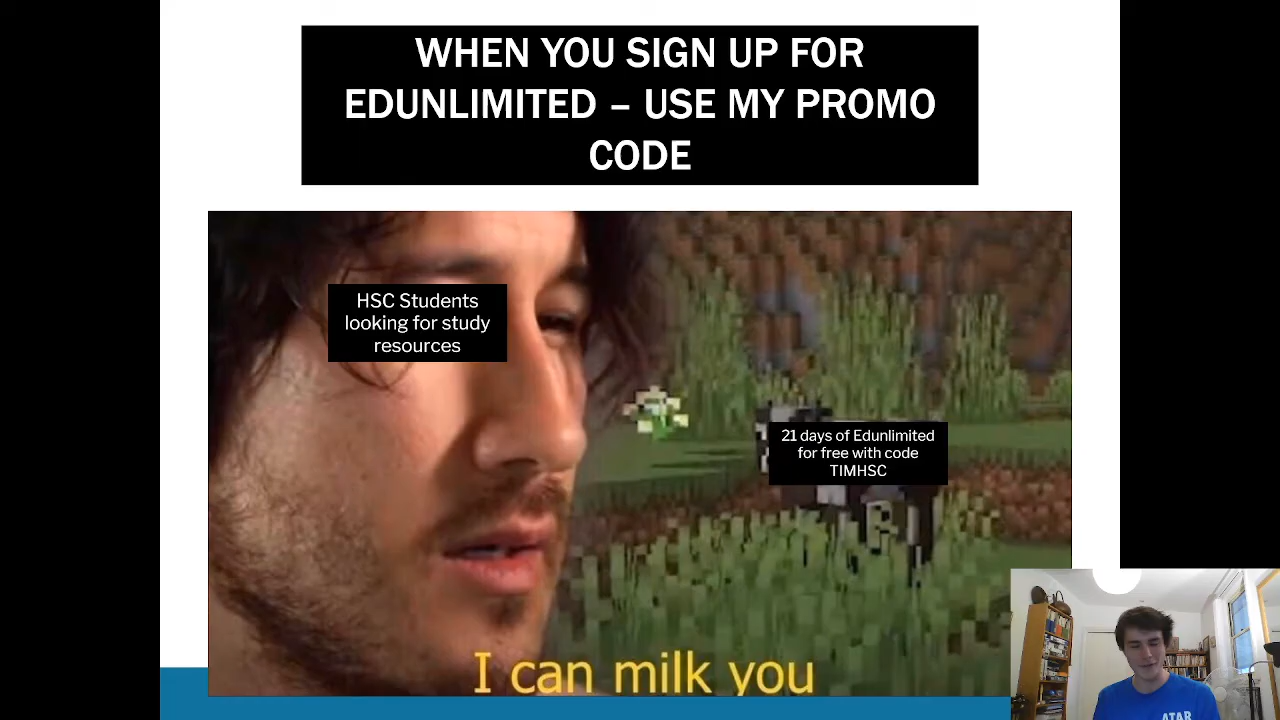 WHEN YOU SIGN UP FOR
EDUNLIMITED – USE MY PROMO
CODE
HSC Students
looking for study
resources
21 days of Edunlimited
for free with code
TIMHSC
I can milk you
ATAR